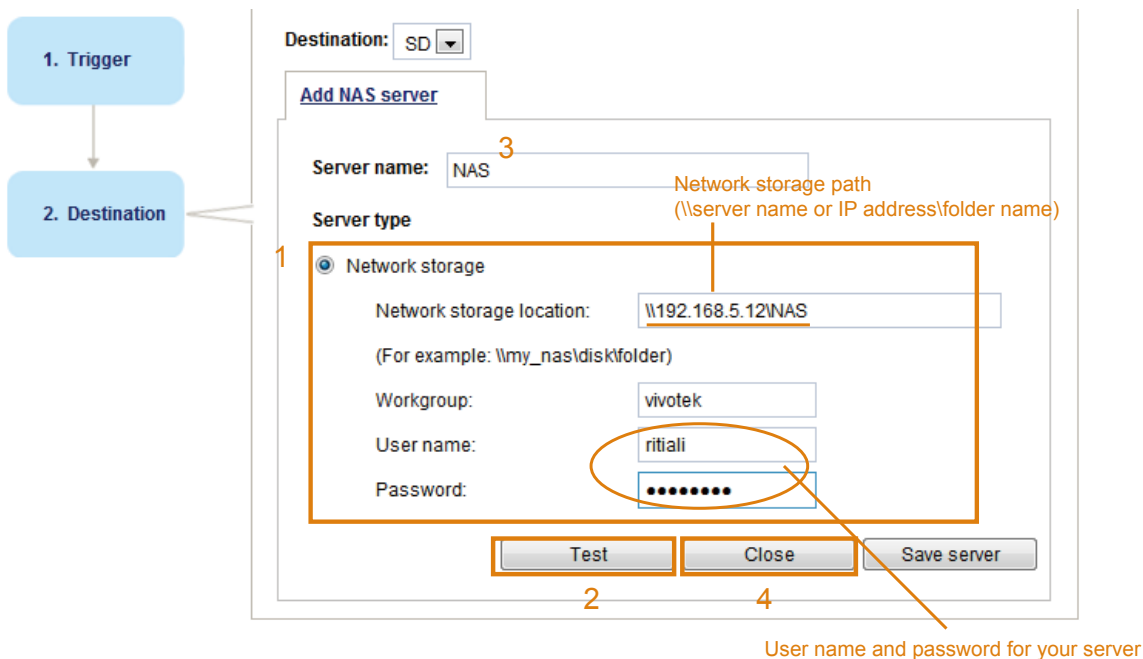 1. Trigger
2. Destination
Destination: SD
Add NAS server
3
Server name: NAS
Network storage path
(\\server name or IP address\folder name)
Server type
1
Network storage
Network storage location: \\192.168.5.12\NAS
(For example: \\my_nas\disk\folder)
Workgroup: vivotek
User name: ritiali
Password: ●●●●●●●●
Test Close Save server
2 4
User name and password for your server